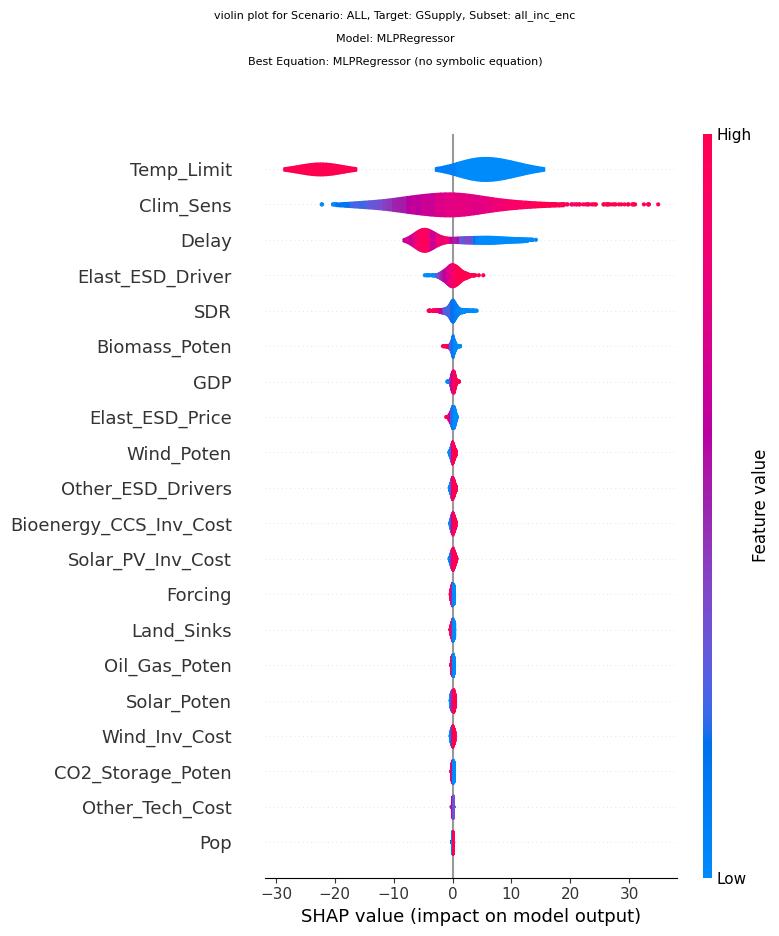 violin plot for Scenario: ALL, Target: GSupply, Subset: all_inc_enc
Model: MLPRegressor
Best Equation: MLPRegressor (no symbolic equation)
High
Temp_Limit
Clim_Sens
Delay
Elast_ESD_Driver
SDR
Biomass_Poten
GDP
Elast_ESD_Price
Wind_Poten
Other_ESD_Drivers
Bioenergy_CCS_Inv_Cost
Solar_PV_Inv_Cost
Forcing
Land_Sinks
Oil_Gas_Poten
Solar_Poten
Wind_Inv_Cost
CO2_Storage_Poten
Other_Tech_Cost
Pop
Feature value
Low
−30 −20 −10 0 10 20 30
SHAP value (impact on model output)